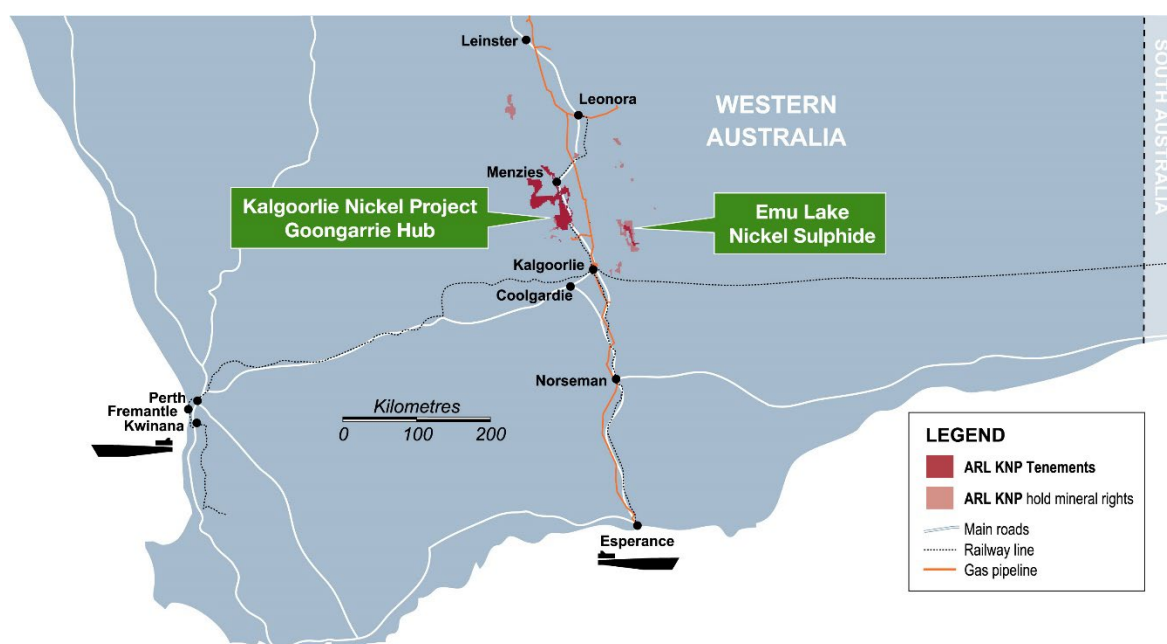 Leinster
Leonora
WESTERN
AUSTRALIA
SOUTH AUSTRALIA
Menzies
Kalgoorlie Nickel Project
Goongarrie Hub
Emu Lake
Nickel Sulphide
Kalgoorlie
Coolgardie
Norseman
Perth
Fremantle
Kwinana
Kilometres
0 100 200
Esperance
LEGEND
ARL KNP Tenements
ARL KNP hold mineral rights
Main roads
Railway line
Gas pipeline